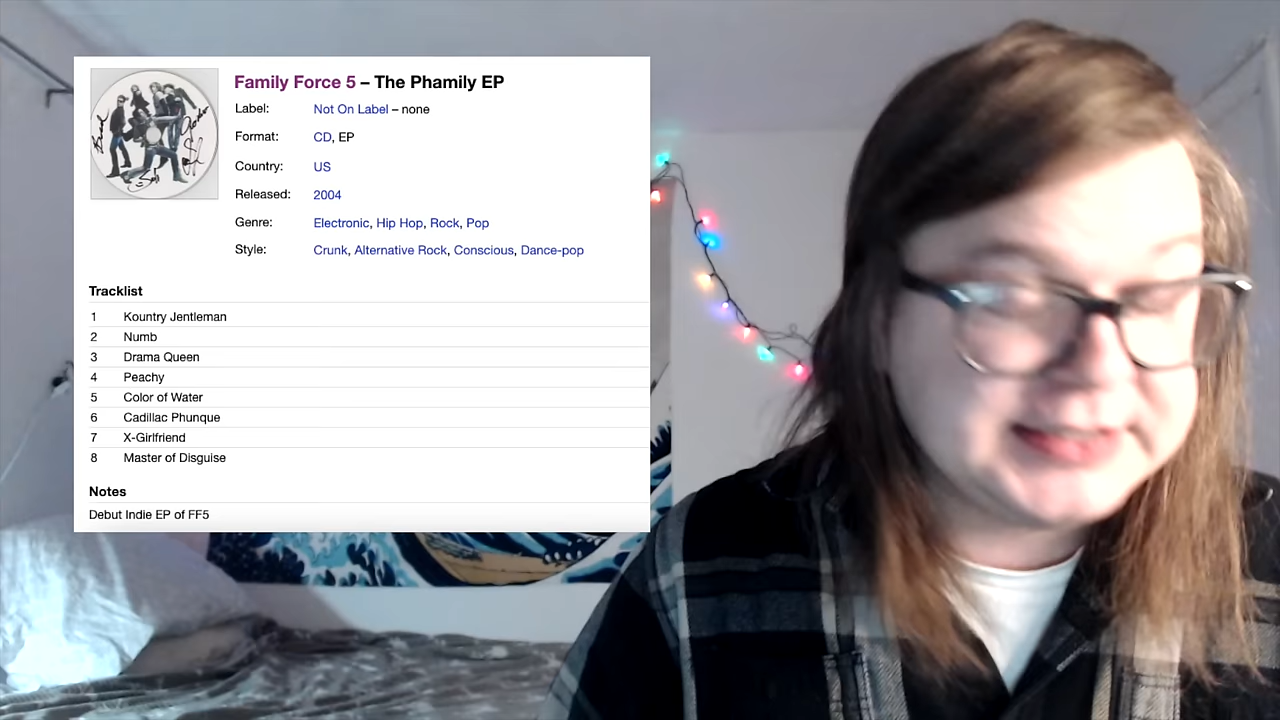 Family Force 5 – The Phamily EP
Label: Not On Label – none
Format: CD, EP
Country: US
Released: 2004
Genre: Electronic, Hip Hop, Rock, Pop
Style: Crunk, Alternative Rock, Conscious, Dance-pop
Tracklist
1 Kountry Jentleman
2 Numb
3 Drama Queen
4 Peachy
5 Color of Water
6 Cadillac Phunque
7 X-Girlfriend
8 Master of Disguise
Notes
Debut Indie EP of FF5